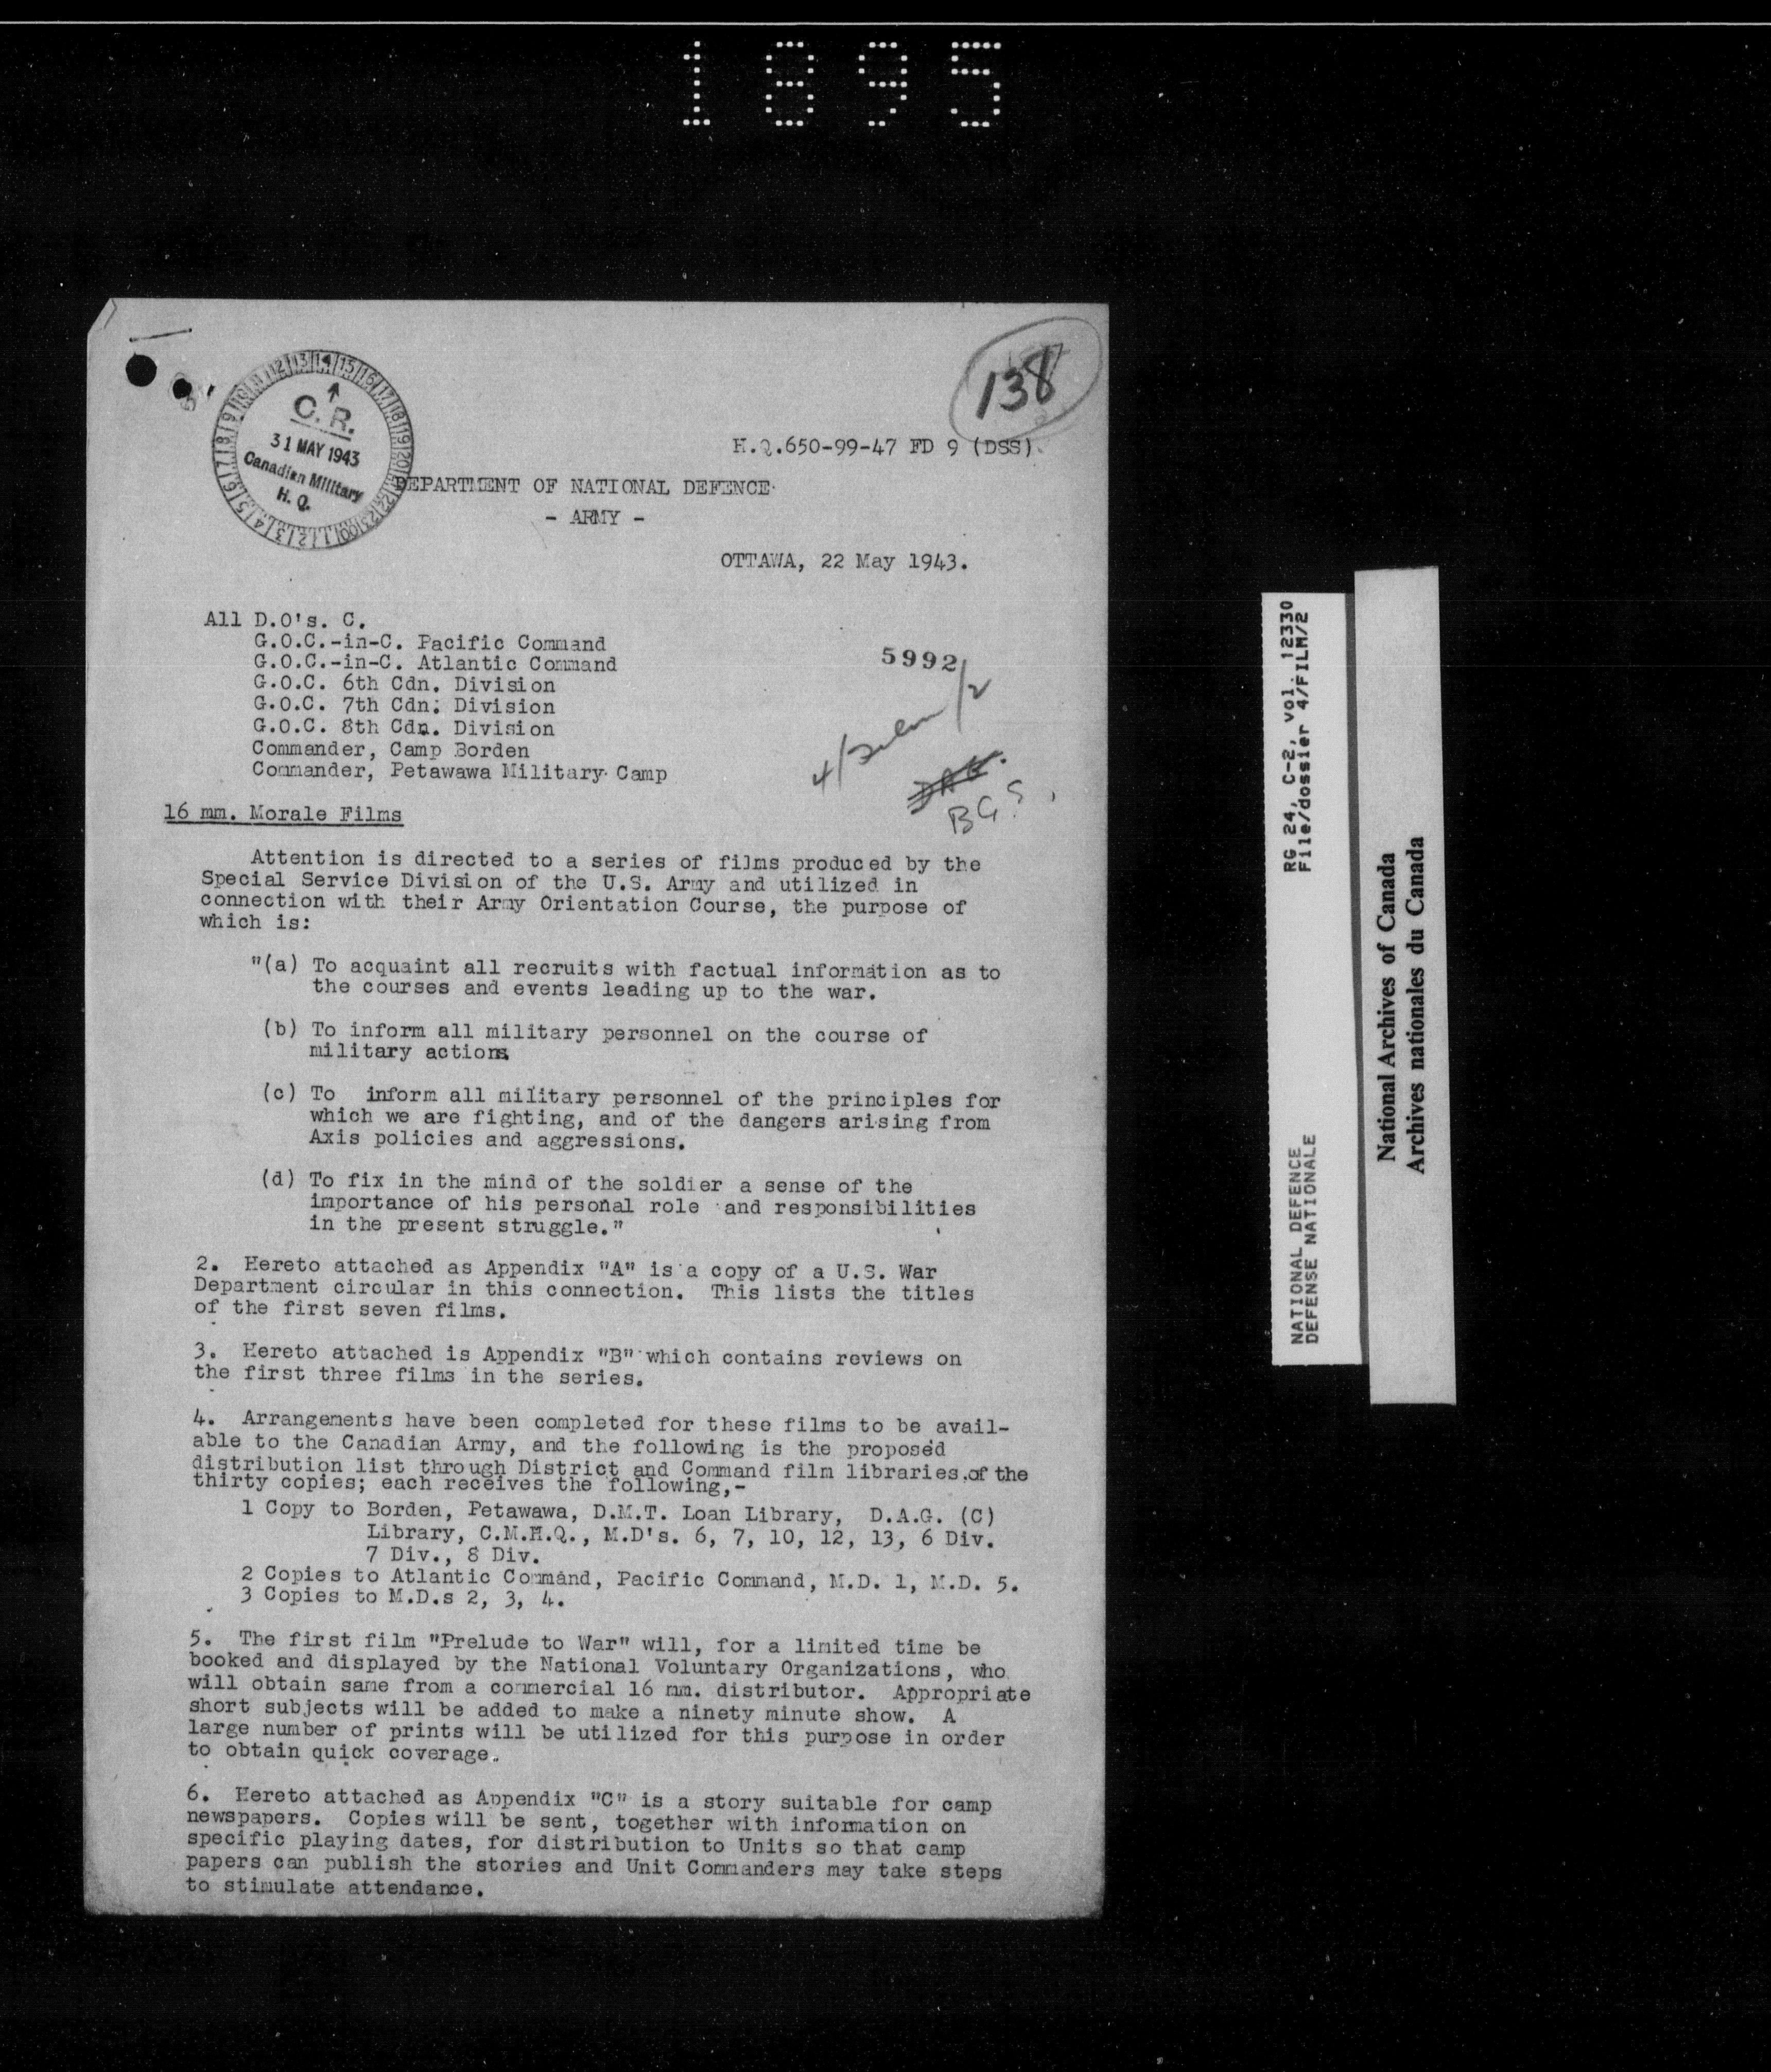 1895
138
C.R.
31 MAY 1943
Canadian Military
H. Q.
H.Q.650-99-47 FD 9 (DSS).
DEPARTMENT OF NATIONAL DEFENCE
- ARMY -
OTTAWA, 22 May 1943.
All D.O's. C.
G.O.C.-in-C. Pacific Command
G.O.C.-in-C. Atlantic Command
G.O.C. 6th Cdn. Division
G.O.C. 7th Cdn. Division
G.O.C. 8th Cdn. Division
Commander, Camp Borden
Commander, Petawawa Military Camp
5992
4/Film/2
DAG.
BGS.
16 mm. Morale Films
Attention is directed to a series of films produced by the
Special Service Division of the U.S. Army and utilized in
connection with their Army Orientation Course, the purpose of
which is:
"(a) To acquaint all recruits with factual information as to
the courses and events leading up to the war.
(b) To inform all military personnel on the course of
military actions
(c) To inform all military personnel of the principles for
which we are fighting, and of the dangers arising from
Axis policies and aggressions.
(d) To fix in the mind of the soldier a sense of the
importance of his personal role and responsibilities
in the present struggle."
2. Hereto attached as Appendix "A" is a copy of a U.S. War
Department circular in this connection. This lists the titles
of the first seven films.
3. Hereto attached is Appendix "B" which contains reviews on
the first three films in the series.
4. Arrangements have been completed for these films to be avail-
able to the Canadian Army, and the following is the proposed
distribution list through District and Command film libraries, of the
thirty copies; each receives the following,-
1 Copy to Borden, Petawawa, D.M.T. Loan Library, D.A.G. (C)
Library, C.M.H.Q., M.D's. 6, 7, 10, 12, 13, 6 Div.
7 Div., 8 Div.
2 Copies to Atlantic Command, Pacific Command, M.D. 1, M.D. 5.
3 Copies to M.D.s 2, 3, 4.
5. The first film "Prelude to War" will, for a limited time be
booked and displayed by the National Voluntary Organizations, who
will obtain same from a commercial 16 mm. distributor. Appropriate
short subjects will be added to make a ninety minute show. A
large number of prints will be utilized for this purpose in order
to obtain quick coverage.
6. Hereto attached as Appendix "C" is a story suitable for camp
newspapers. Copies will be sent, together with information on
specific playing dates, for distribution to Units so that camp
papers can publish the stories and Unit Commanders may take steps
to stimulate attendance.
RG 24, C-2, vol. 12330
File/dossier 4/FILM/2
NATIONAL DEFENCE
DEFENSE NATIONALE
National Archives of Canada
Archives nationales du Canada